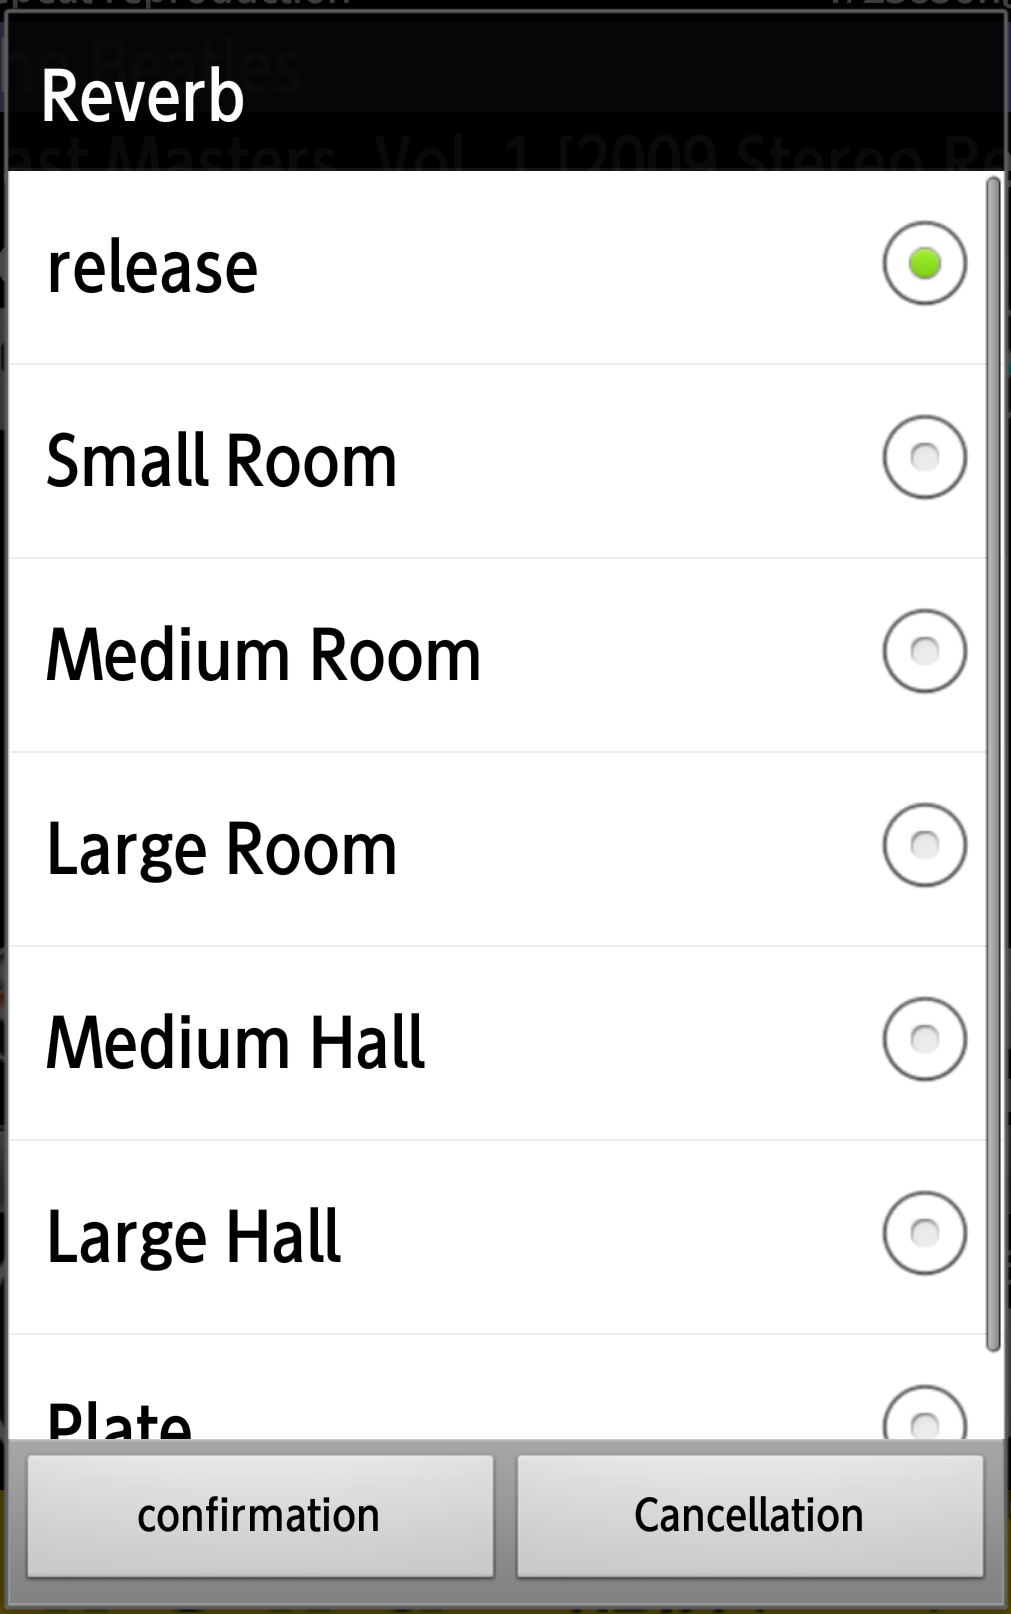 Reverb
release
Small Room
Medium Room
Large Room
Medium Hall
Large Hall
Plate
confirmation
Cancellation